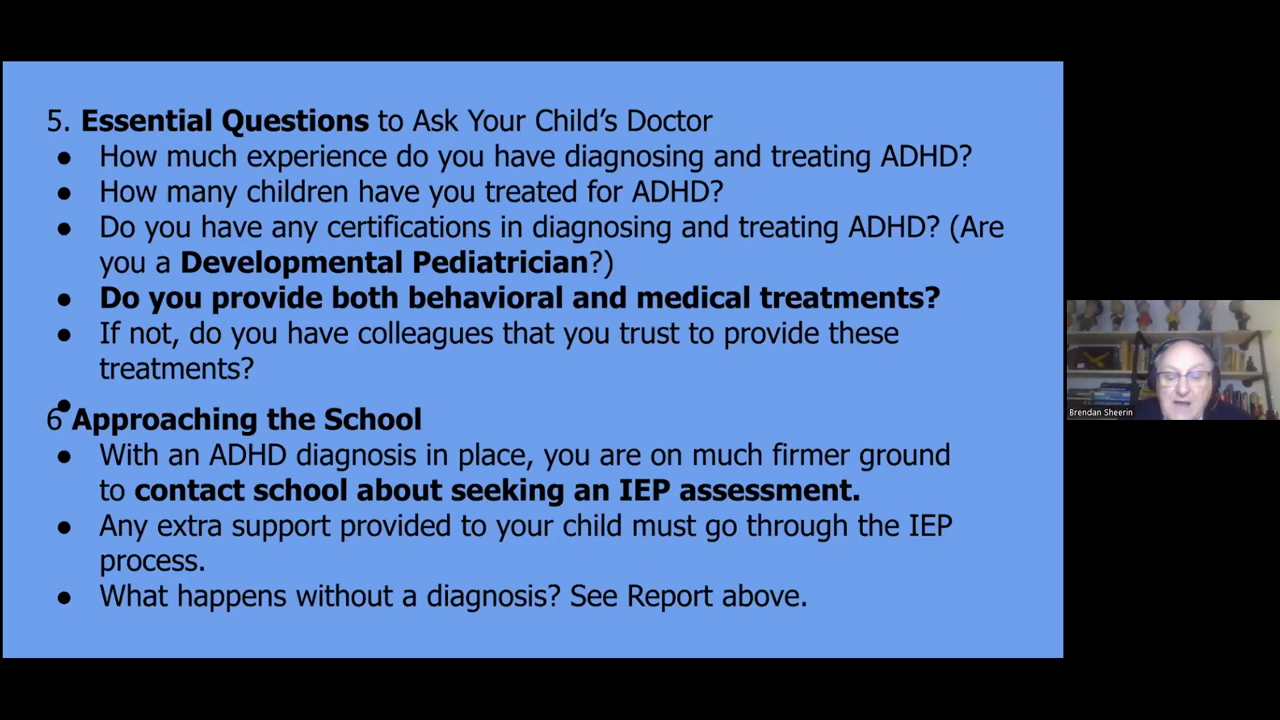 5. Essential Questions to Ask Your Child’s Doctor
● How much experience do you have diagnosing and treating ADHD?
● How many children have you treated for ADHD?
● Do you have any certifications in diagnosing and treating ADHD? (Are
you a Developmental Pediatrician?)
● Do you provide both behavioral and medical treatments?
● If not, do you have colleagues that you trust to provide these
treatments?
●
6 Approaching the School
● With an ADHD diagnosis in place, you are on much firmer ground
to contact school about seeking an IEP assessment.
● Any extra support provided to your child must go through the IEP
process.
● What happens without a diagnosis? See Report above.
Brendan Sheerin